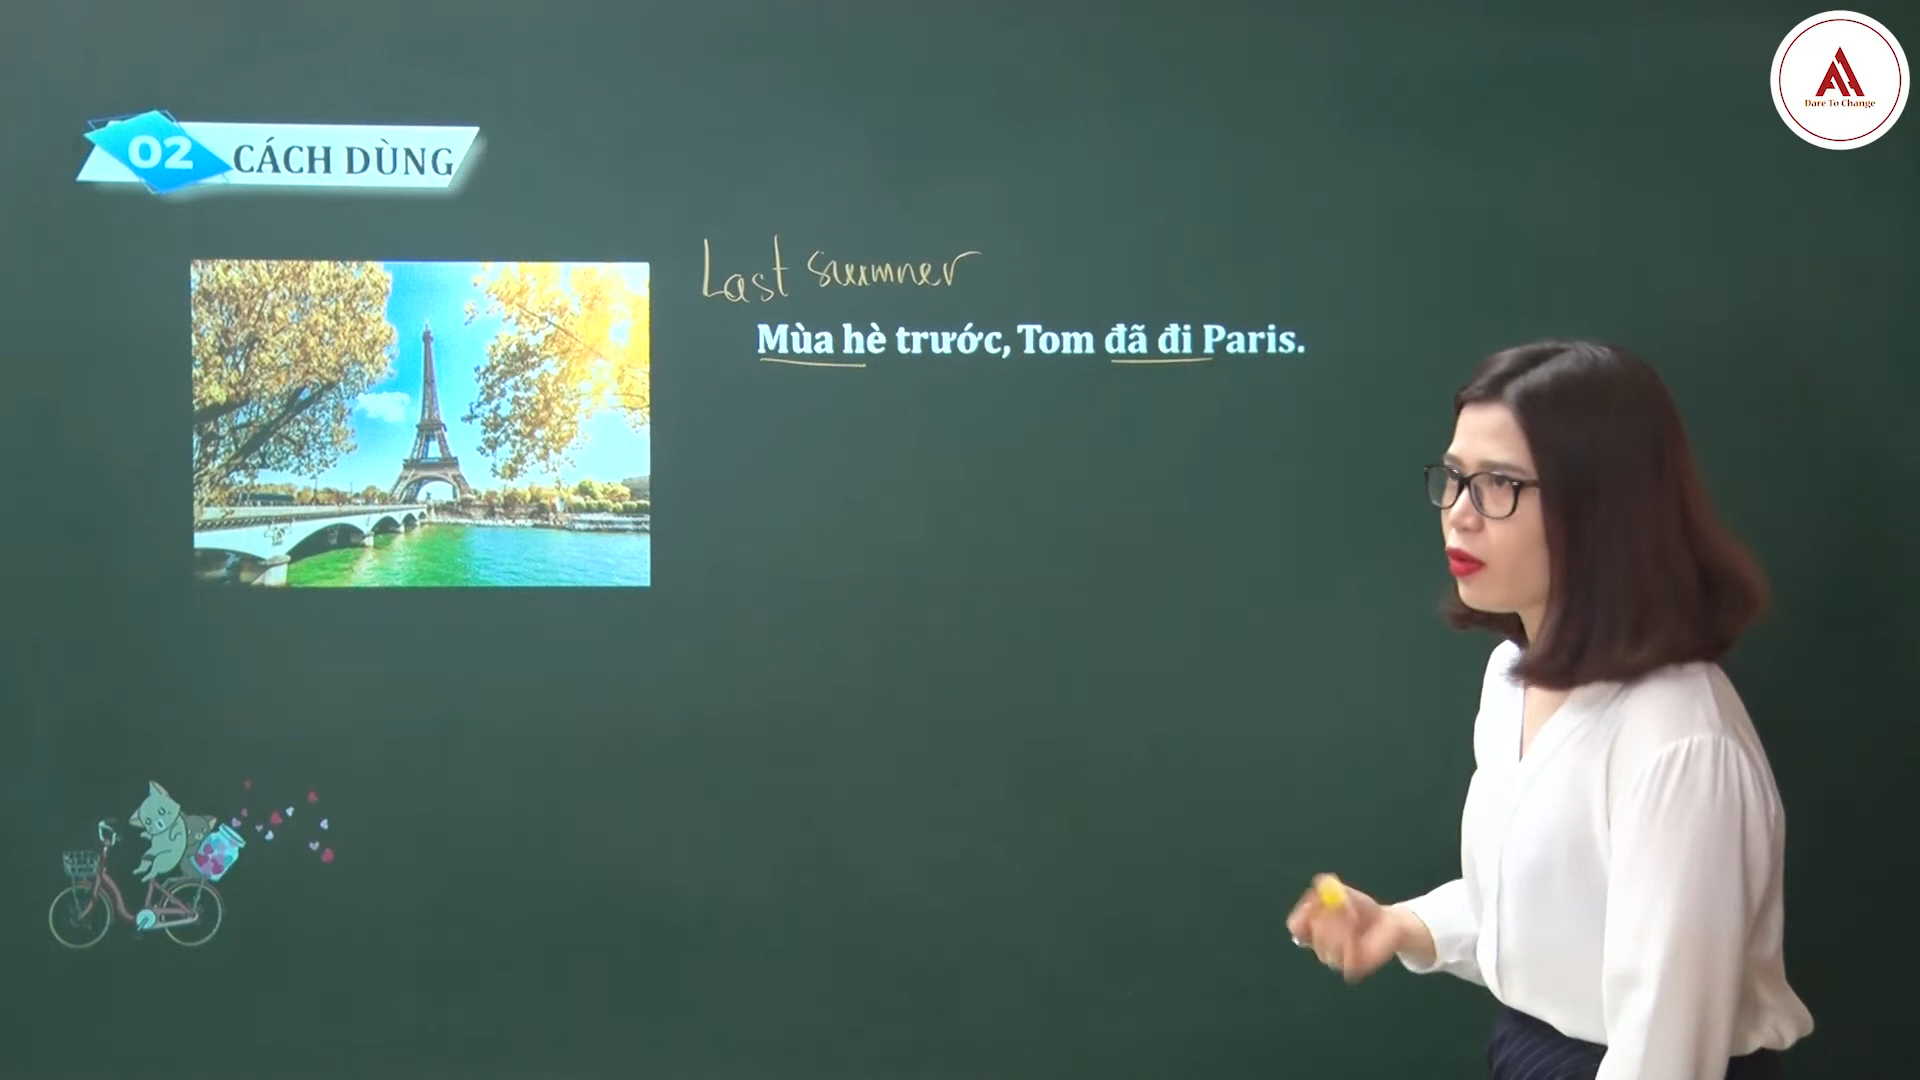 Dare To Change
02 CÁCH DÙNG
Last summer
Mùa hè trước, Tom đã đi Paris.